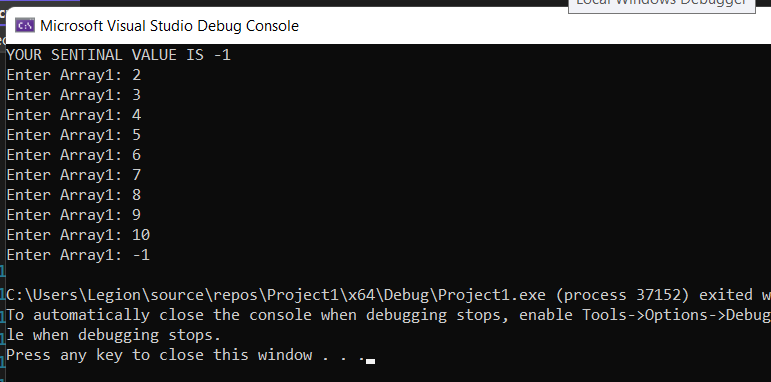 Local Windows Debugger
Microsoft Visual Studio Debug Console
YOUR SENTINAL VALUE IS -1
Enter Array1: 2
Enter Array1: 3
Enter Array1: 4
Enter Array1: 5
Enter Array1: 6
Enter Array1: 7
Enter Array1: 8
Enter Array1: 9
Enter Array1: 10
Enter Array1: -1
C:\Users\Legion\source\repos\Project1\x64\Debug\Project1.exe (process 37152) exited w
To automatically close the console when debugging stops, enable Tools->Options->Debug
le when debugging stops.
Press any key to close this window . . .